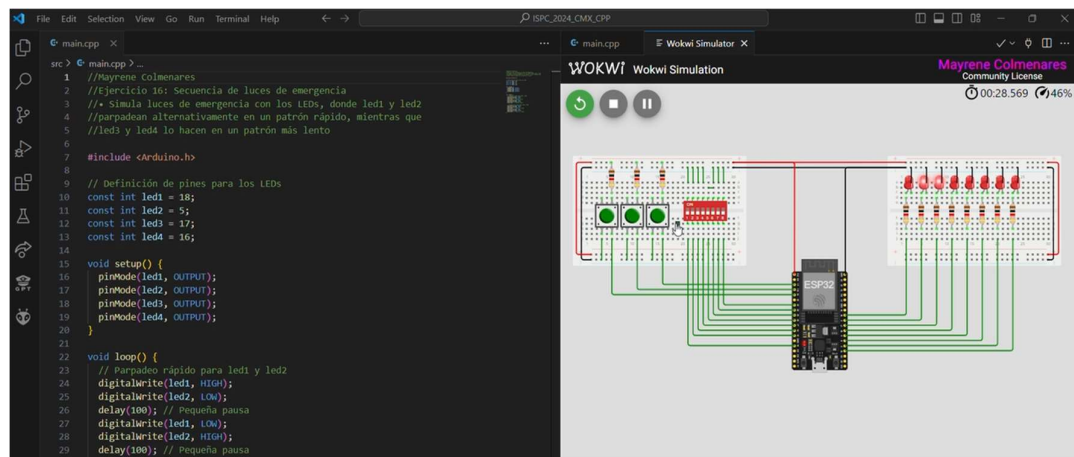 File Edit Selection View Go Run Terminal Help
ISPC_2024_CMX_CPP
main.cpp
src > main.cpp > ...
1 //Mayrene Colmenares
2 //Ejercicio 16: Secuencia de luces de emergencia
3 //• Simula luces de emergencia con los LEDs, donde led1 y led2
4 //parpadean alternativamente en un patrón rápido, mientras que
5 //led3 y led4 lo hacen en un patrón más lento
6
7 #include <Arduino.h>
8
9 // Definición de pines para los LEDs
10 const int led1 = 18;
11 const int led2 = 5;
12 const int led3 = 17;
13 const int led4 = 16;
14
15 void setup() {
16 pinMode(led1, OUTPUT);
17 pinMode(led2, OUTPUT);
18 pinMode(led3, OUTPUT);
19 pinMode(led4, OUTPUT);
20 }
21
22 void loop() {
23 // Parpadeo rápido para led1 y led2
24 digitalWrite(led1, HIGH);
25 digitalWrite(led2, LOW);
26 delay(100); // Pequeña pausa
27 digitalWrite(led1, LOW);
28 digitalWrite(led2, HIGH);
29 delay(100); // Pequeña pausa
main.cpp
Wokwi Simulator
WOKWi Wokwi Simulation
Mayrene Colmenares
Community License
00:28.569 46%
ESP32
GPT